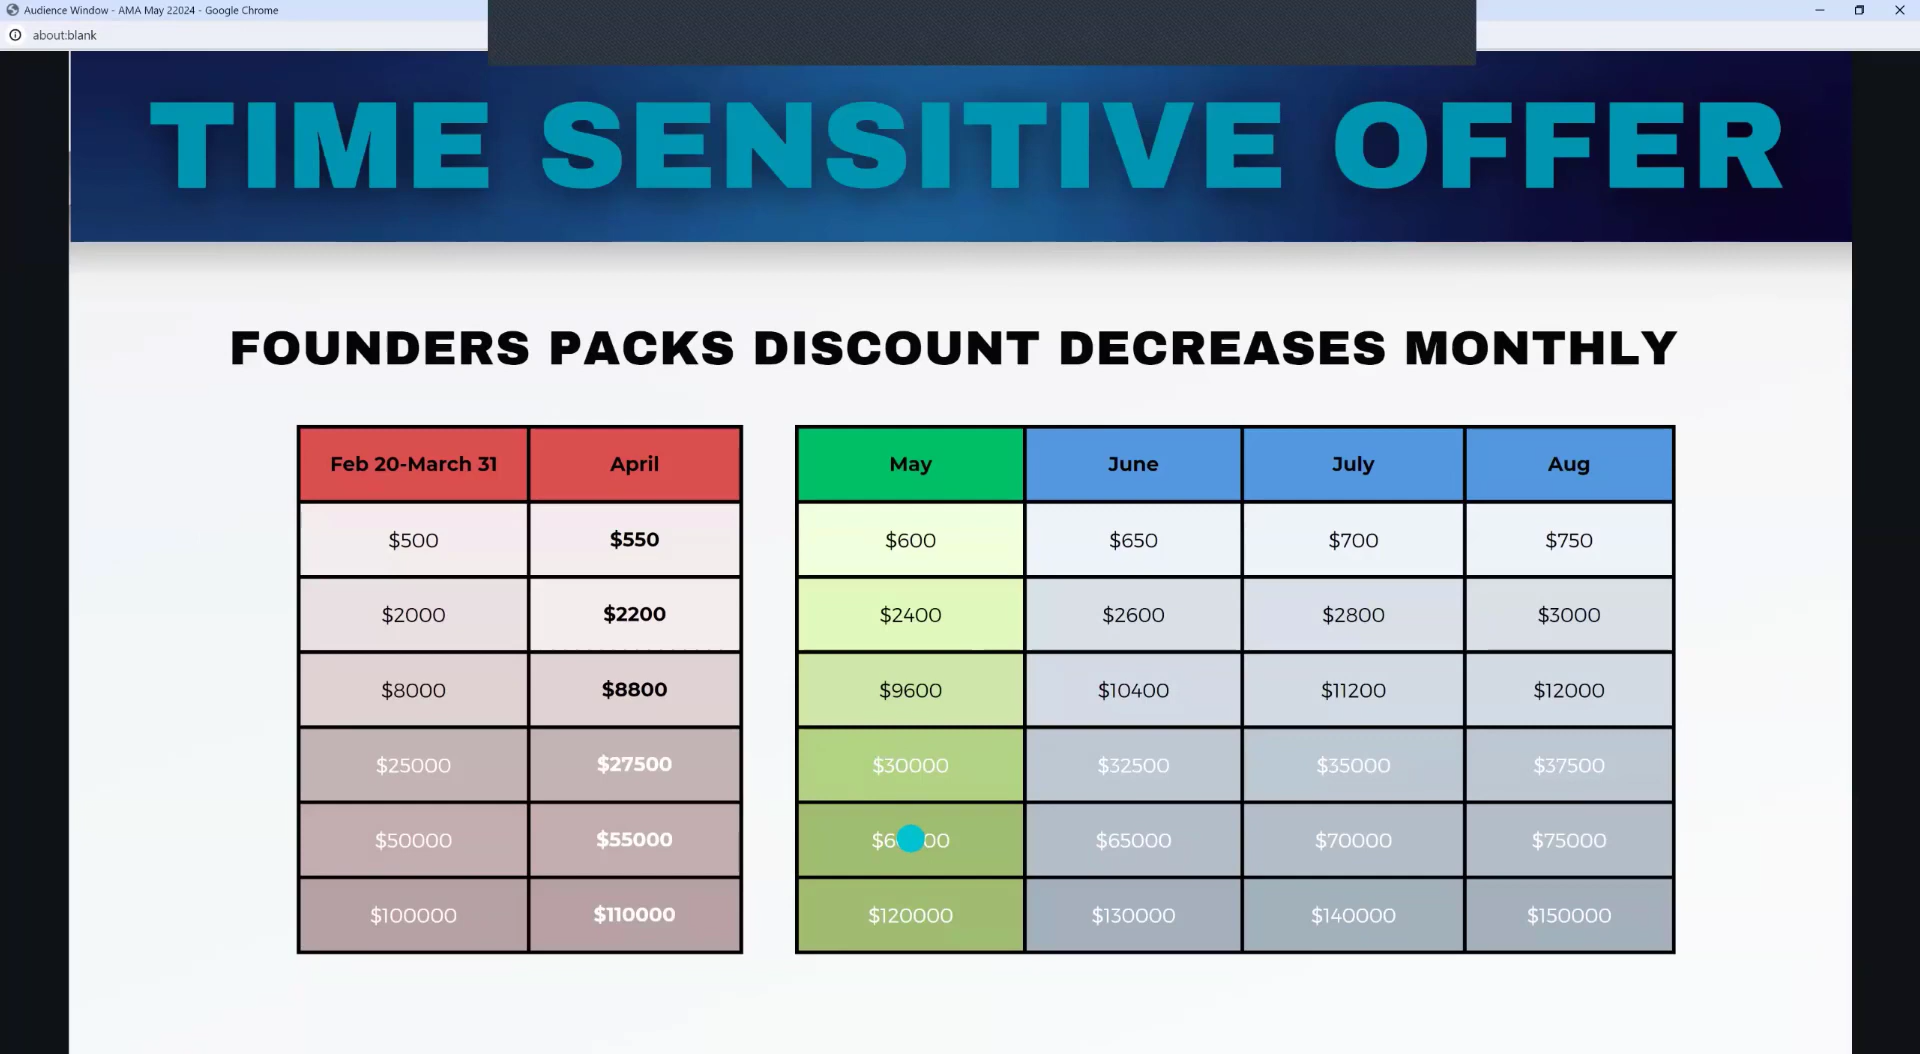 Audience Window - AMA May 22024 - Google Chrome
about:blank
TIME SENSITIVE OFFER
FOUNDERS PACKS DISCOUNT DECREASES MONTHLY
Feb 20-March 31 April May June July Aug
$500 $550 $600 $650 $700 $750
$2000 $2200 $2400 $2600 $2800 $3000
$8000 $8800 $9600 $10400 $11200 $12000
$25000 $27500 $30000 $32500 $35000 $37500
$50000 $55000 $65000 $70000 $75000
$100000 $110000 $120000 $130000 $140000 $150000